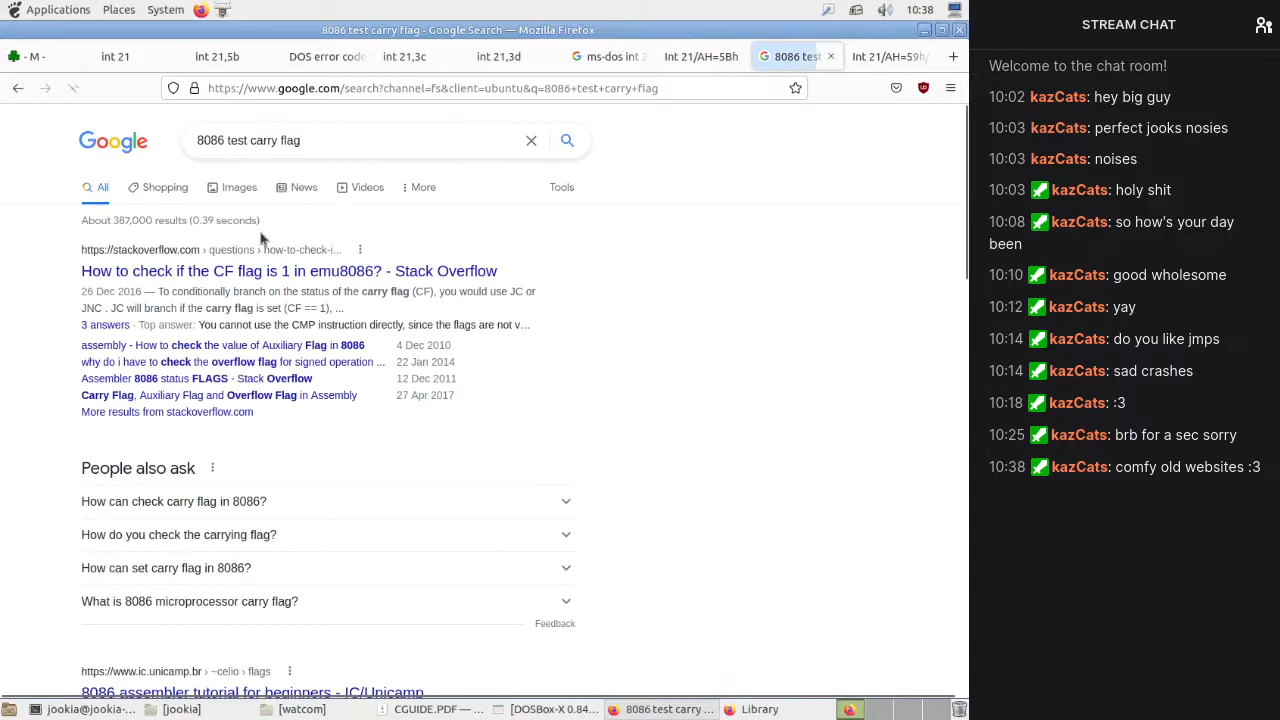 Applications Places System 10:38
8086 test carry flag - Google Search — Mozilla Firefox
- M - int 21 int 21,5b DOS error code int 21,3c int 21,3d ms-dos int 2 Int 21/AH=5Bh 8086 test Int 21/AH=59h/
https://www.google.com/search?channel=fs&client=ubuntu&q=8086+test+carry+flag
Google 8086 test carry flag
All Shopping Images News Videos More Tools
About 387,000 results (0.39 seconds)
https://stackoverflow.com › questions › how-to-check-i...
How to check if the CF flag is 1 in emu8086? - Stack Overflow
26 Dec 2016 — To conditionally branch on the status of the carry flag (CF), you would use JC or
JNC . JC will branch if the carry flag is set (CF == 1), ...
3 answers · Top answer: You cannot use the CMP instruction directly, since the flags are not v…
assembly - How to check the value of Auxiliary Flag in 8086 4 Dec 2010
why do i have to check the overflow flag for signed operation ... 22 Jan 2014
Assembler 8086 status FLAGS - Stack Overflow 12 Dec 2011
Carry Flag, Auxiliary Flag and Overflow Flag in Assembly 27 Apr 2017
More results from stackoverflow.com
People also ask
How can check carry flag in 8086?
How do you check the carrying flag?
How can set carry flag in 8086?
What is 8086 microprocessor carry flag?
Feedback
https://www.ic.unicamp.br › ~celio › flags
8086 assembler tutorial for beginners - IC/Unicamp
jookia@jookia-... [jookia] [watcom] CGUIDE.PDF — ... [DOSBox-X 0.84... 8086 test carry ... Library
STREAM CHAT
Welcome to the chat room!
10:02 kazCats: hey big guy
10:03 kazCats: perfect jooks nosies
10:03 kazCats: noises
10:03 kazCats: holy shit
10:08 kazCats: so how's your day
been
10:10 kazCats: good wholesome
10:12 kazCats: yay
10:14 kazCats: do you like jmps
10:14 kazCats: sad crashes
10:18 kazCats: :3
10:25 kazCats: brb for a sec sorry
10:38 kazCats: comfy old websites :3